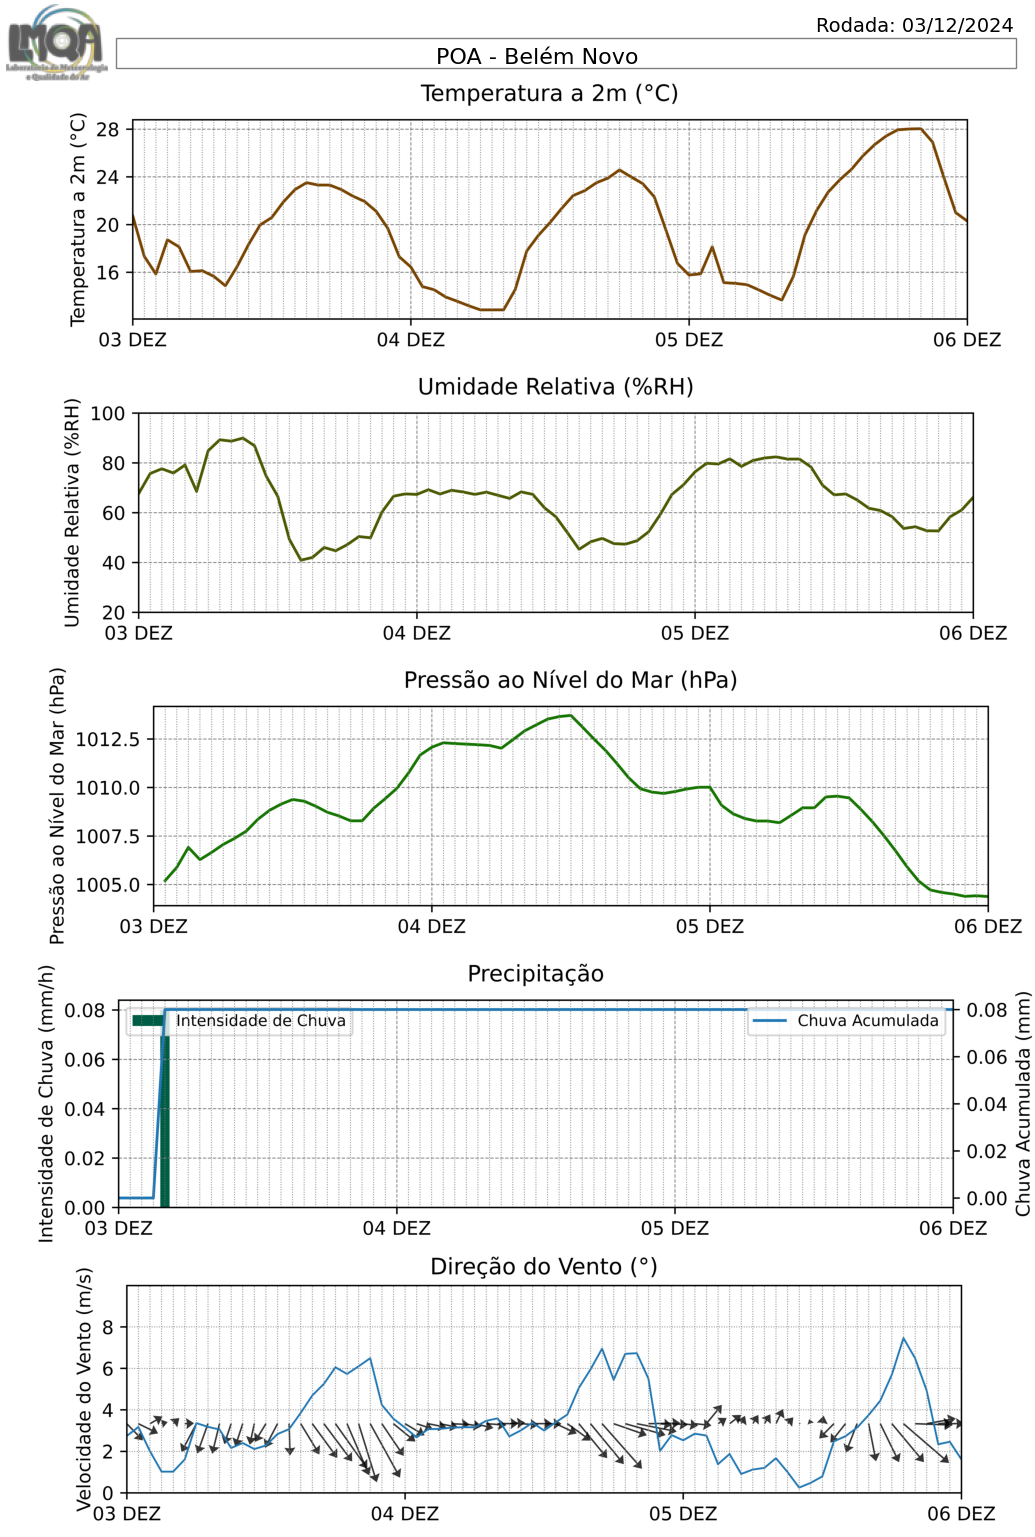 LMQA
Laboratório de Meteorologia
e Qualidade do Ar
Rodada: 03/12/2024
POA - Belém Novo
Temperatura a 2m (°C)
Temperatura a 2m (°C)
28
24
20
16
03 DEZ 04 DEZ 05 DEZ 06 DEZ
Umidade Relativa (%RH)
Umidade Relativa (%RH)
100
80
60
40
20
03 DEZ 04 DEZ 05 DEZ 06 DEZ
Pressão ao Nível do Mar (hPa)
Pressão ao Nível do Mar (hPa)
1012.5
1010.0
1007.5
1005.0
03 DEZ 04 DEZ 05 DEZ 06 DEZ
Precipitação
Intensidade de Chuva (mm/h)
0.08
0.06
0.04
0.02
0.00
Intensidade de Chuva
Chuva Acumulada
0.08
0.06
0.04
0.02
0.00
Chuva Acumulada (mm)
03 DEZ 04 DEZ 05 DEZ 06 DEZ
Direção do Vento (°)
Velocidade do Vento (m/s)
8
6
4
2
0
03 DEZ 04 DEZ 05 DEZ 06 DEZ